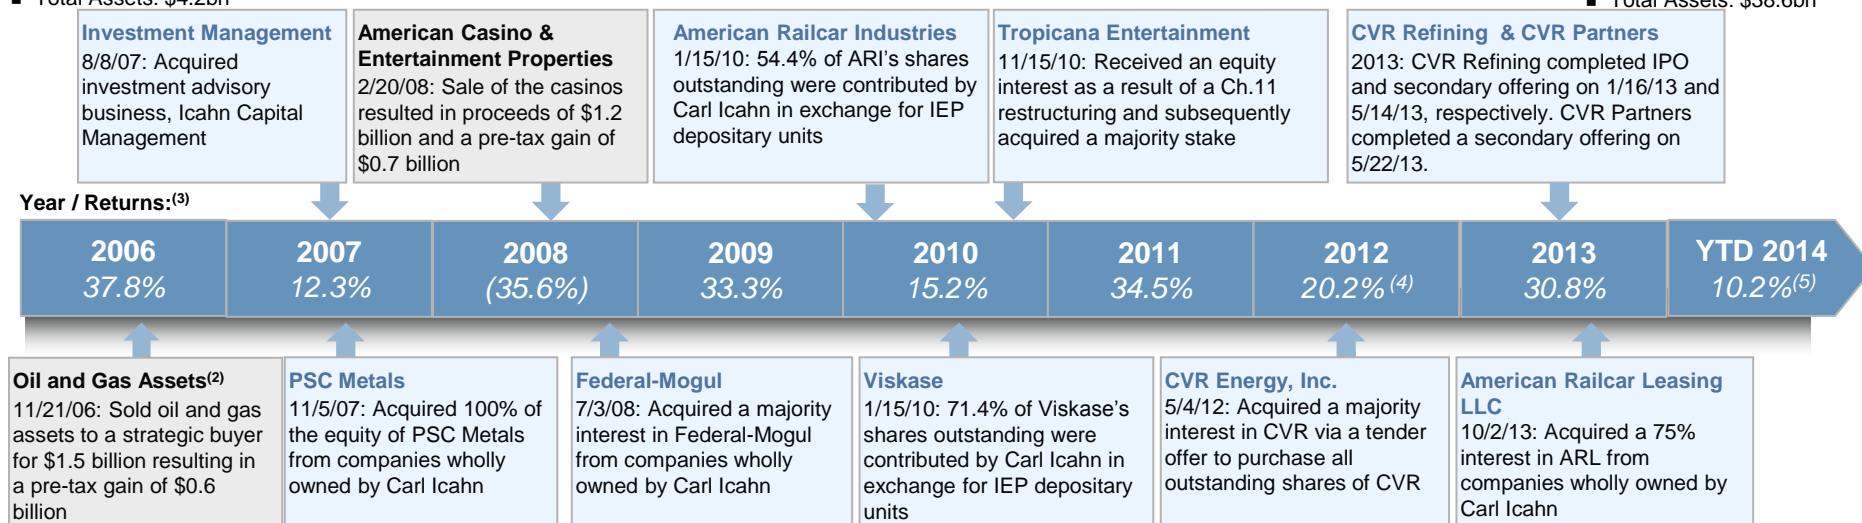 ▪ Total Assets: $4.2bn
▪ Total Assets: $38.6bn
Investment Management
8/8/07: Acquired
investment advisory
business, Icahn Capital
Management
American Casino &
Entertainment Properties
2/20/08: Sale of the casinos
resulted in proceeds of $1.2
billion and a pre-tax gain of
$0.7 billion
American Railcar Industries
1/15/10: 54.4% of ARI’s shares
outstanding were contributed by
Carl Icahn in exchange for IEP
depositary units
Tropicana Entertainment
11/15/10: Received an equity
interest as a result of a Ch.11
restructuring and subsequently
acquired a majority stake
CVR Refining & CVR Partners
2013: CVR Refining completed IPO
and secondary offering on 1/16/13 and
5/14/13, respectively. CVR Partners
completed a secondary offering on
5/22/13.
Year / Returns:(3)
2006
37.8%
2007
12.3%
2008
(35.6%)
2009
33.3%
2010
15.2%
2011
34.5%
2012
20.2% (4)
2013
30.8%
YTD 2014
10.2%(5)
Oil and Gas Assets(2)
11/21/06: Sold oil and gas
assets to a strategic buyer
for $1.5 billion resulting in
a pre-tax gain of $0.6
billion
PSC Metals
11/5/07: Acquired 100% of
the equity of PSC Metals
from companies wholly
owned by Carl Icahn
Federal-Mogul
7/3/08: Acquired a majority
interest in Federal-Mogul
from companies wholly
owned by Carl Icahn
Viskase
1/15/10: 71.4% of Viskase’s
shares outstanding were
contributed by Carl Icahn in
exchange for IEP depositary
units
CVR Energy, Inc.
5/4/12: Acquired a majority
interest in CVR via a tender
offer to purchase all
outstanding shares of CVR
American Railcar Leasing
LLC
10/2/13: Acquired a 75%
interest in ARL from
companies wholly owned by
Carl Icahn